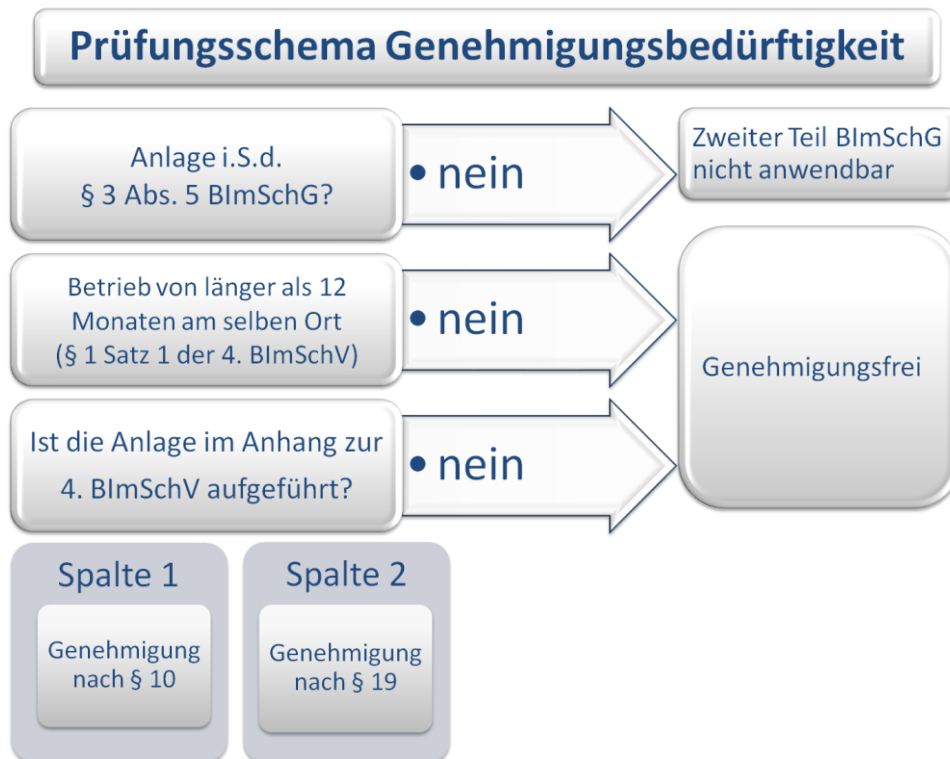 Prüfungsschema Genehmigungsbedürftigkeit
Anlage i.S.d.
§ 3 Abs. 5 BImSchG?
• nein
Zweiter Teil BImSchG
nicht anwendbar
Betrieb von länger als 12
Monaten am selben Ort
(§ 1 Satz 1 der 4. BImSchV)
• nein
Genehmigungsfrei
Ist die Anlage im Anhang zur
4. BImSchV aufgeführt?
• nein
Spalte 1
Genehmigung
nach § 10
Spalte 2
Genehmigung
nach § 19